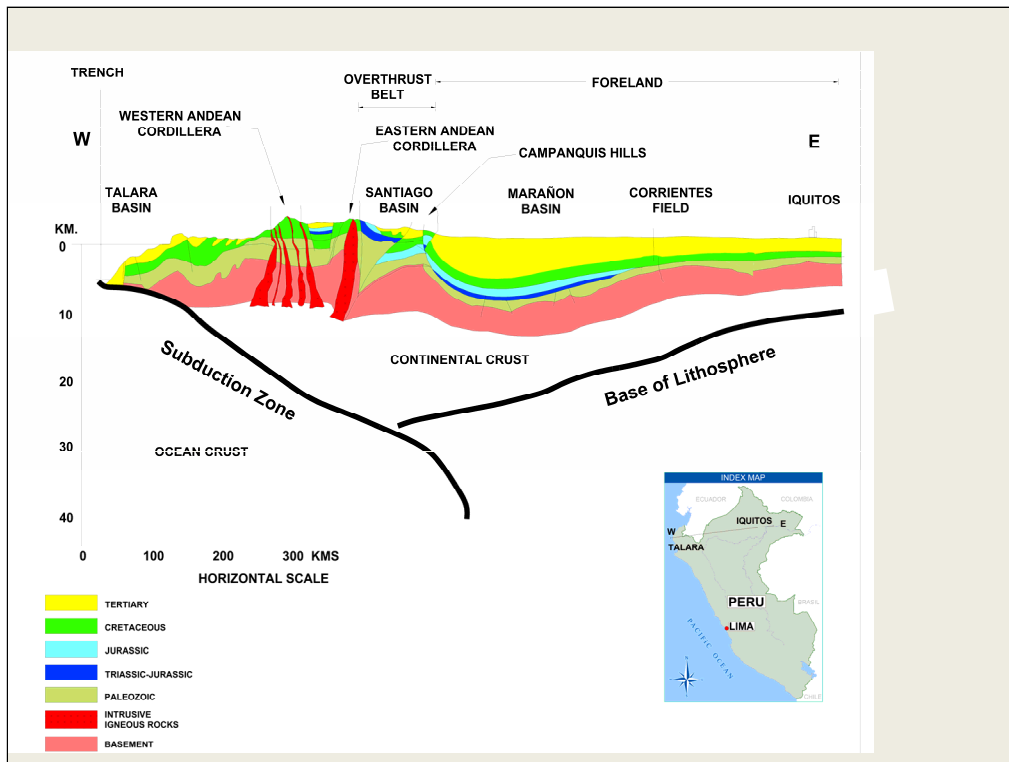 TRENCH
OVERTHRUST
BELT
FORELAND
WESTERN ANDEAN
CORDILLERA
EASTERN ANDEAN
CORDILLERA
W
E
CAMPANQUIS HILLS
TALARA
BASIN
SANTIAGO
BASIN
MARAÑON
BASIN
CORRIENTES
FIELD
IQUITOS
KM.
0
10
20
30
40
CONTINENTAL CRUST
Subduction Zone
Base of Lithosphere
OCEAN CRUST
0 100 200 300 KMS
HORIZONTAL SCALE
TERTIARY
CRETACEOUS
JURASSIC
TRIASSIC-JURASSIC
PALEOZOIC
INTRUSIVE
IGNEOUS ROCKS
BASEMENT
INDEX MAP
ECUADOR
COLOMBIA
IQUITOS
W
E
TALARA
BRASIL
PERU
LIMA
PACIFIC OCEAN
CHILE